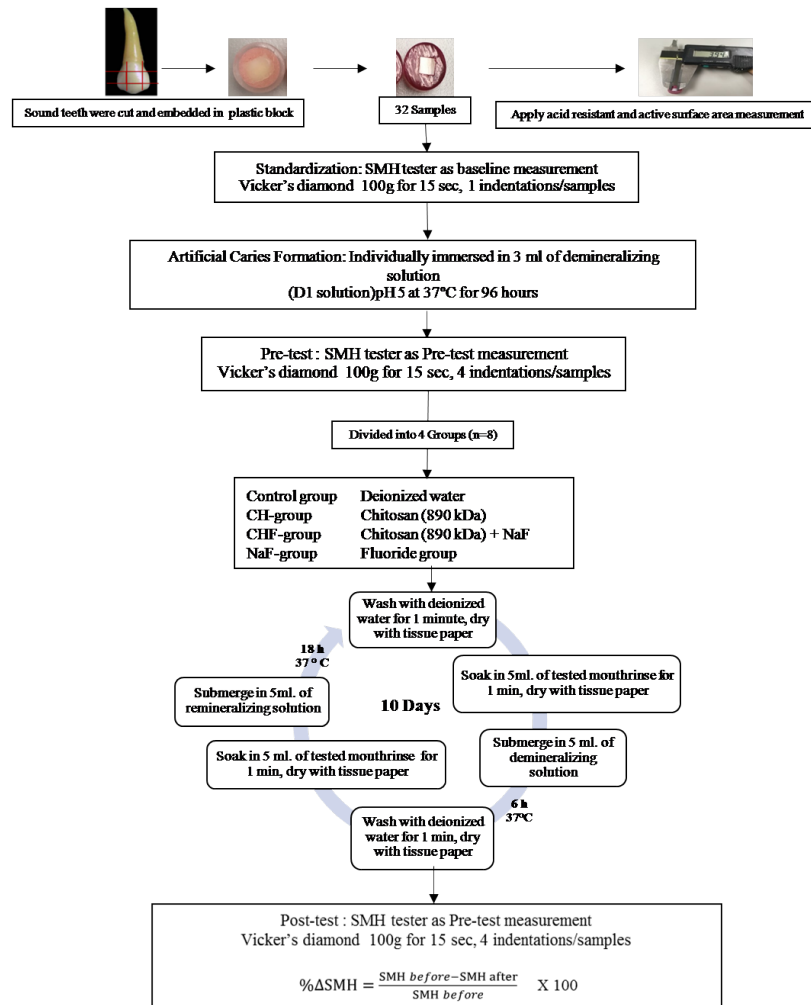 Sound teeth were cut and embedded in plastic block
32 Samples
Apply acid resistant and active surface area measurement
Standardization: SMH tester as baseline measurement
Vicker's diamond 100g for 15 sec, 1 indentations/samples
Artificial Caries Formation: Individually immersed in 3 ml of demineralizing
solution
(D1 solution)pH 5 at 37°C for 96 hours
Pre-test : SMH tester as Pre-test measurement
Vicker's diamond 100g for 15 sec, 4 indentations/samples
Divided into 4 Groups (n=8)
Control group Deionized water
CH-group Chitosan (890 kDa)
CHF-group Chitosan (890 kDa) + NaF
NaF-group Fluoride group
Wash with deionized
water for 1 minute, dry
with tissue paper
Soak in 5ml. of tested mouthrinse for
1 min, dry with tissue paper
Submerge in 5 ml. of
demineralizing
solution
6 h
37°C
Wash with deionized
water for 1 min, dry
with tissue paper
Soak in 5 ml. of tested mouthrinse for
1 min, dry with tissue paper
Submerge in 5ml. of
remineralizing solution
18 h
37 ° C
10 Days
Post-test : SMH tester as Pre-test measurement
Vicker's diamond 100g for 15 sec, 4 indentations/samples
%ΔSMH = (SMH before−SMH after) / SMH before X 100